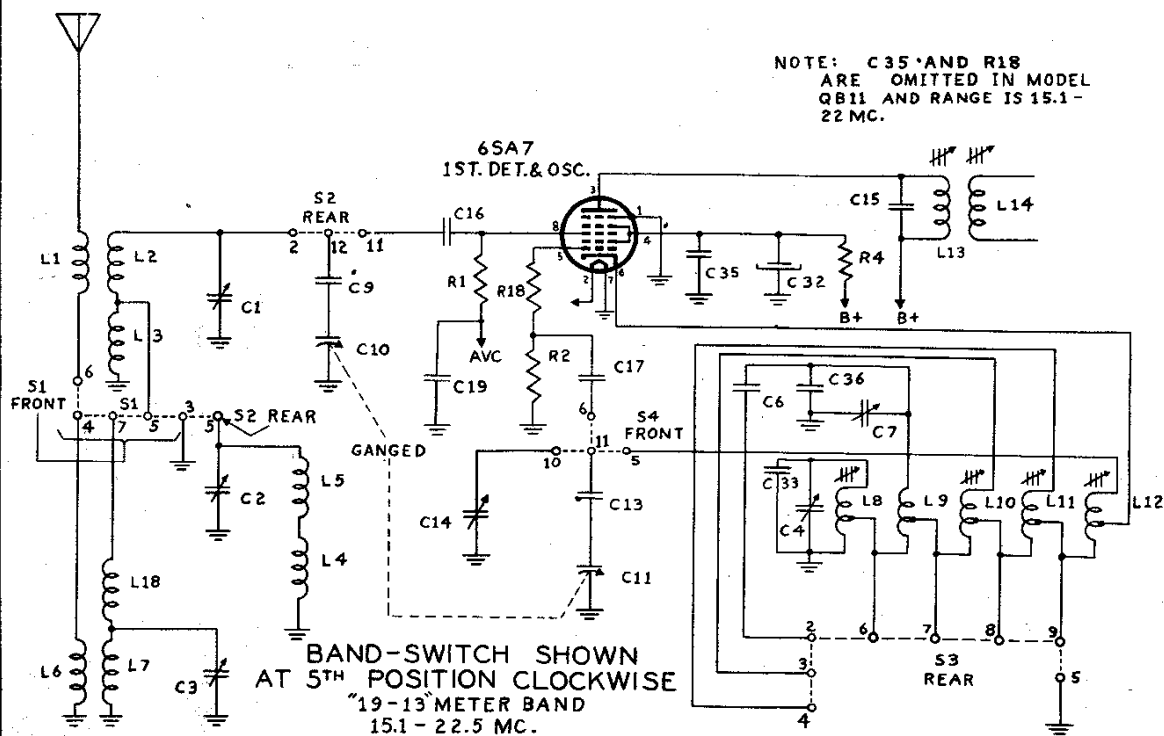 NOTE: C35 AND R18
ARE OMITTED IN MODEL
QB11 AND RANGE IS 15.1-
22 MC.
6SA7
1ST. DET. & OSC.
3
1
8
4
5
2
7
6
S2
REAR
2
12
11
C16
C15
L13
L14
L1
L2
L3
C1
C9
C10
R1
R18
R2
C35
C32
R4
B+
B+
AVC
C19
C17
6
S1
FRONT
4
S1
7
5
3
5
S2 REAR
GANGED
6
S4
FRONT
10
11
5
C6
C36
C7
C2
L5
L4
C14
C13
C11
C33
C4
L8
L9
L10
L11
L12
L18
L6
L7
C3
2
6
7
8
9
3
S3
REAR
5
4
BAND-SWITCH SHOWN
AT 5TH POSITION CLOCKWISE
"19-13" METER BAND
15.1-22.5 MC.